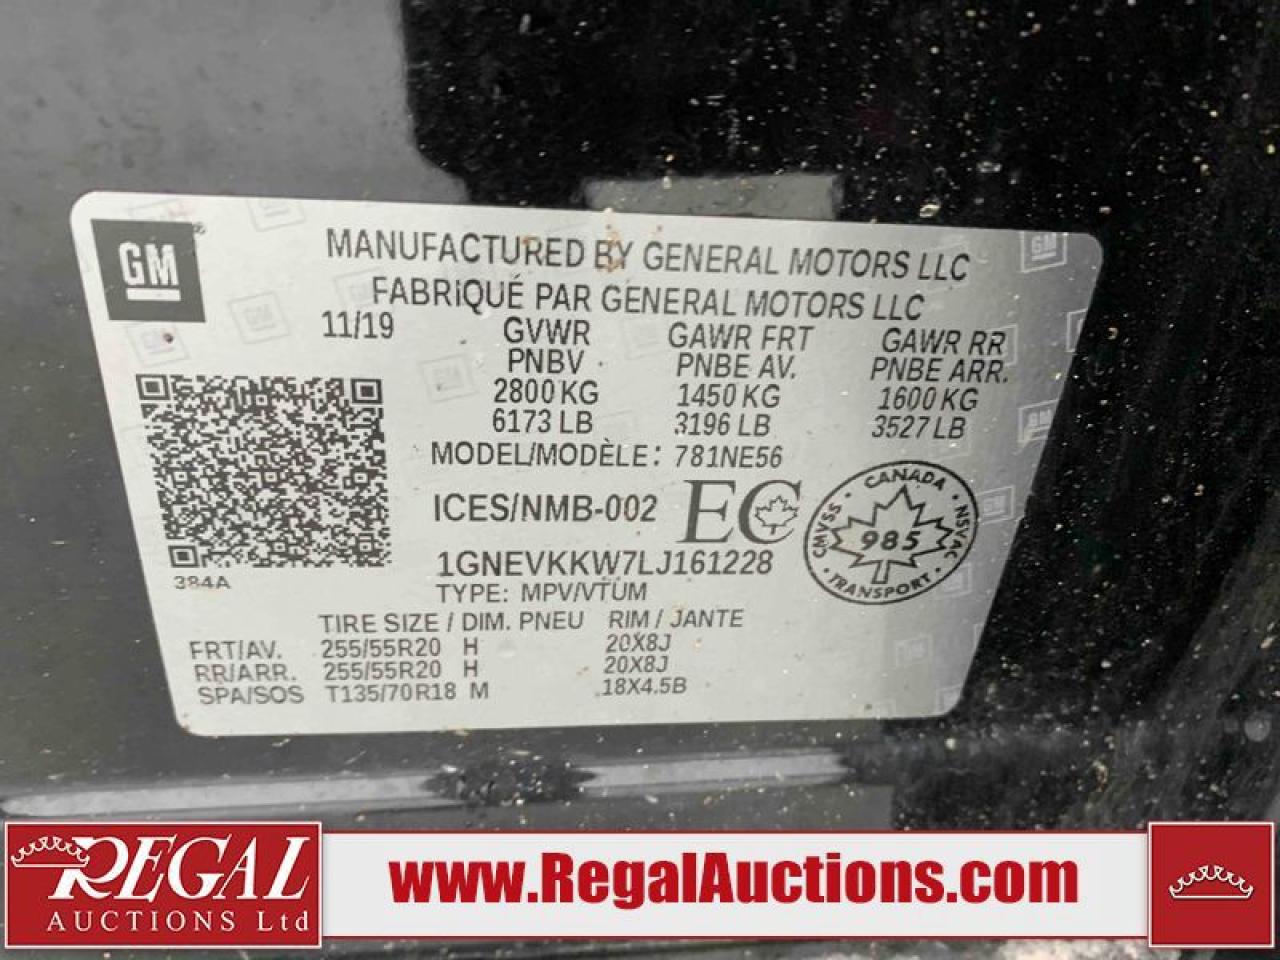 GM ®
MANUFACTURED BY GENERAL MOTORS LLC
FABRIQUÉ PAR GENERAL MOTORS LLC
11/19 GVWR GAWR FRT GAWR RR
PNBV PNBE AV. PNBE ARR.
2800 KG 1450 KG 1600 KG
6173 LB 3196 LB 3527 LB
MODEL/MODÈLE: 781NE56
ICES/NMB-002 EC
CANADA
CMVSS 985 NSVAC
TRANSPORT
1GNEVKKW7LJ161228
384A
TYPE: MPV/VTUM
TIRE SIZE / DIM. PNEU RIM / JANTE
FRT/AV. 255/55R20 H 20X8J
RR/ARR. 255/55R20 H 20X8J
SPA/SOS T135/70R18 M 18X4.5B
REGAL
AUCTIONS Ltd
www.RegalAuctions.com